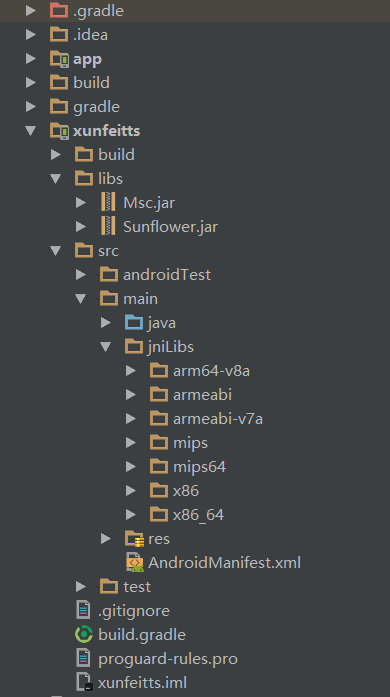 .gradle
.idea
app
build
gradle
xunfeitts
build
libs
Msc.jar
Sunflower.jar
src
androidTest
main
java
jniLibs
arm64-v8a
armeabi
armeabi-v7a
mips
mips64
x86
x86_64
res
AndroidManifest.xml
test
.gitignore
build.gradle
proguard-rules.pro
xunfeitts.iml